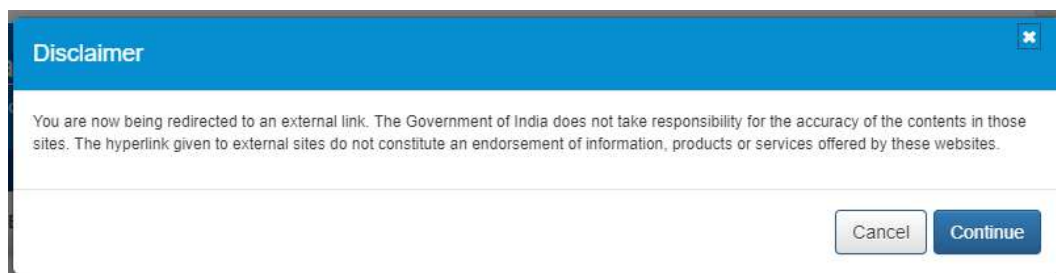 Disclaimer
You are now being redirected to an external link. The Government of India does not take responsibility for the accuracy of the contents in those
sites. The hyperlink given to external sites do not constitute an endorsement of information, products or services offered by these websites.
Cancel Continue